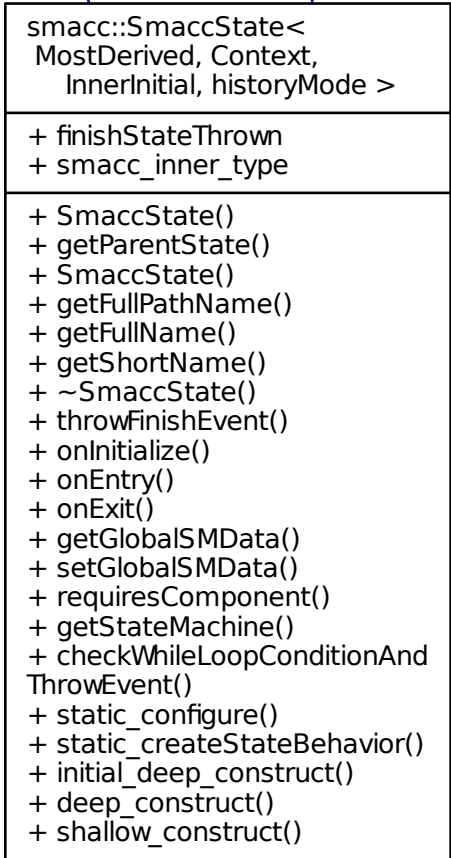 smacc::SmaccState<
MostDerived, Context,
InnerInitial, historyMode >
+ finishStateThrown
+ smacc_inner_type
+ SmaccState()
+ getParentState()
+ SmaccState()
+ getFullPathName()
+ getFullName()
+ getShortName()
+ ~SmaccState()
+ throwFinishEvent()
+ onInitialize()
+ onEntry()
+ onExit()
+ getGlobalSMData()
+ setGlobalSMData()
+ requiresComponent()
+ getStateMachine()
+ checkWhileLoopConditionAnd
ThrowEvent()
+ static_configure()
+ static_createStateBehavior()
+ initial_deep_construct()
+ deep_construct()
+ shallow_construct()